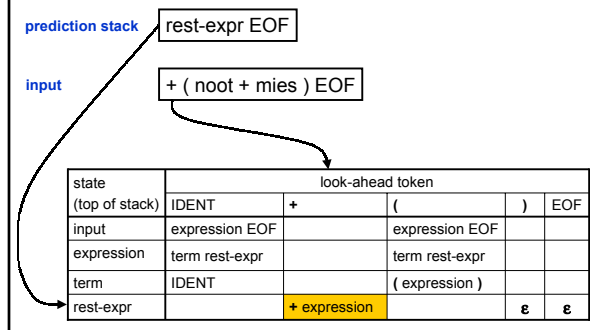 prediction stack rest-expr EOF
input + ( noot + mies ) EOF
state look-ahead token
(top of stack) IDENT + ( ) EOF
input expression EOF expression EOF
expression term rest-expr term rest-expr
term IDENT ( expression )
rest-expr + expression ε ε